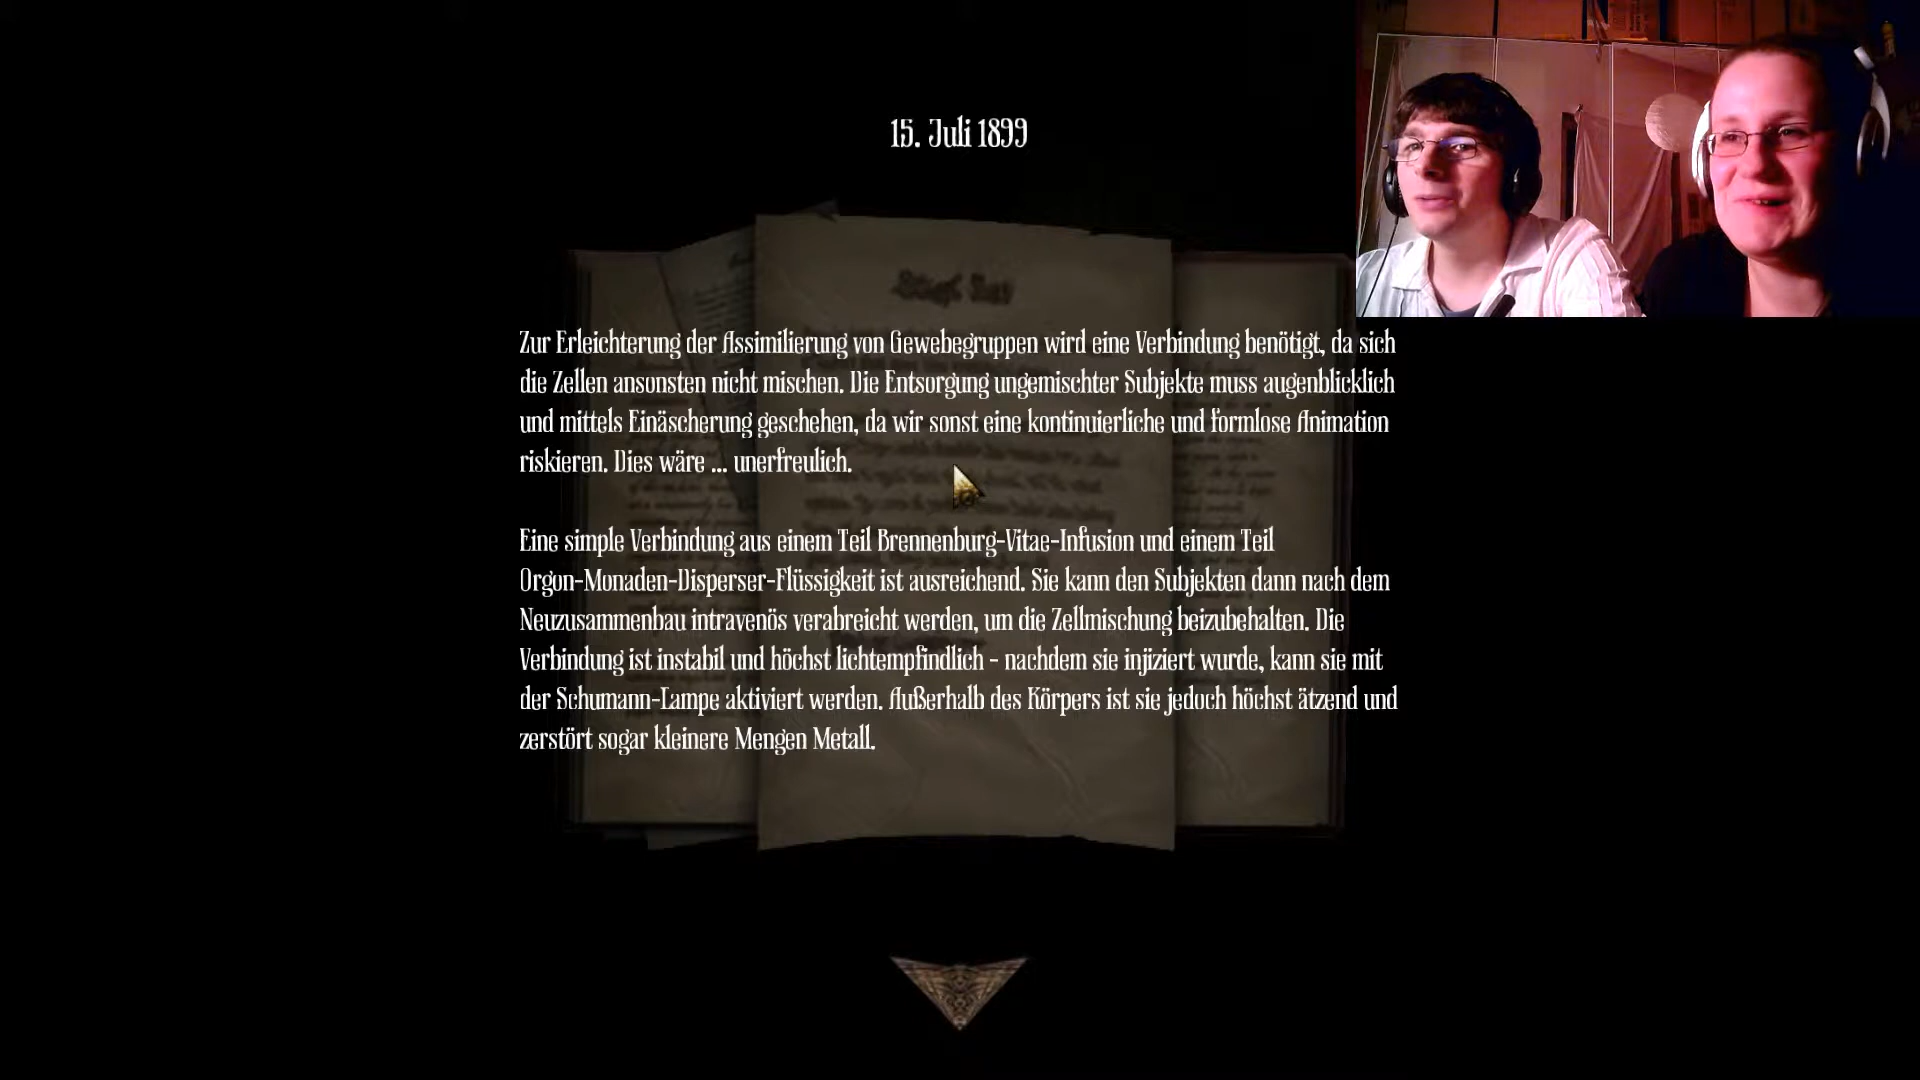 15. Juli 1899
Zur Erleichterung der Assimilierung von Gewebegruppen wird eine Verbindung benötigt, da sich
die Zellen ansonsten nicht mischen. Die Entsorgung ungemischter Subjekte muss augenblicklich
und mittels Einäscherung geschehen, da wir sonst eine kontinuierliche und formlose Animation
riskieren. Dies wäre ... unerfreulich.
Eine simple Verbindung aus einem Teil Brennenburg-Vitae-Infusion und einem Teil
Orgon-Monaden-Disperser-Flüssigkeit ist ausreichend. Sie kann den Subjekten dann nach dem
Neuzusammenbau intravenös verabreicht werden, um die Zellmischung beizubehalten. Die
Verbindung ist instabil und höchst lichtempfindlich - nachdem sie injiziert wurde, kann sie mit
der Schumann-Lampe aktiviert werden. Außerhalb des Körpers ist sie jedoch höchst ätzend und
zerstört sogar kleinere Mengen Metall.